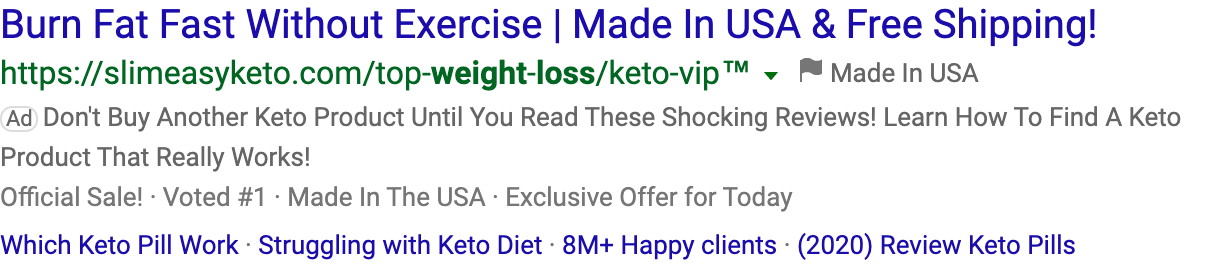 Burn Fat Fast Without Exercise | Made In USA & Free Shipping!
https://slimeasyketo.com/top-weight-loss/keto-vip™ Made In USA
Ad Don't Buy Another Keto Product Until You Read These Shocking Reviews! Learn How To Find A Keto
Product That Really Works!
Official Sale! · Voted #1 · Made In The USA · Exclusive Offer for Today
Which Keto Pill Work · Struggling with Keto Diet · 8M+ Happy clients · (2020) Review Keto Pills